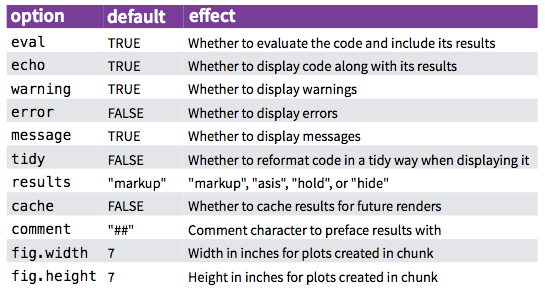 option default effect
eval TRUE Whether to evaluate the code and include its results
echo TRUE Whether to display code along with its results
warning TRUE Whether to display warnings
error FALSE Whether to display errors
message TRUE Whether to display messages
tidy FALSE Whether to reformat code in a tidy way when displaying it
results "markup" "markup", "asis", "hold", or "hide"
cache FALSE Whether to cache results for future renders
comment "##" Comment character to preface results with
fig.width 7 Width in inches for plots created in chunk
fig.height 7 Height in inches for plots created in chunk